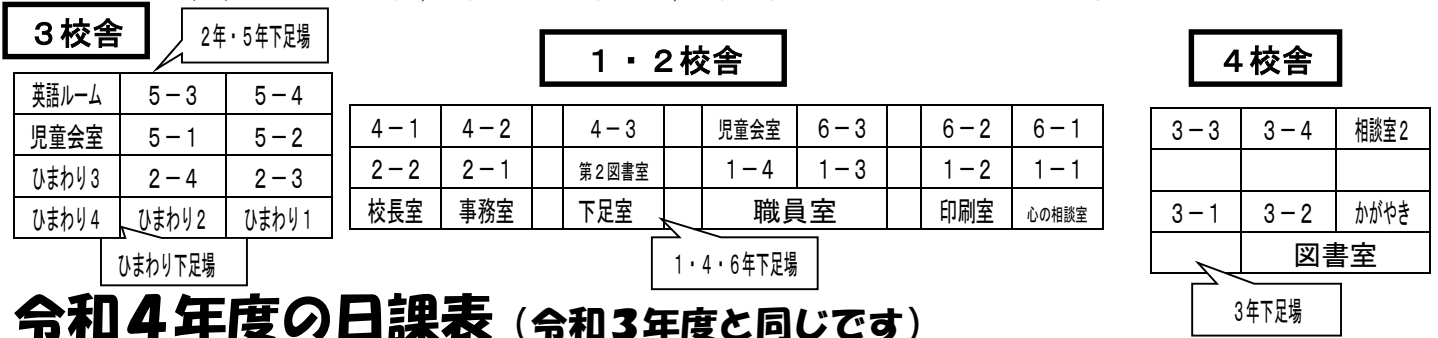 3校舎
2年・5年下足場
英語ルーム 5-3 5-4
児童会室 5-1 5-2
ひまわり3 2-4 2-3
ひまわり4 ひまわり2 ひまわり1
ひまわり下足場
1・2校舎
4-1 4-2 4-3 児童会室 6-3 6-2 6-1
2-2 2-1 第2図書室 1-4 1-3 1-2 1-1
校長室 事務室 下足室 職員室 印刷室 心の相談室
1・4・6年下足場
4校舎
3-3 3-4 相談室2
3-1 3-2 かがやき
図書室
3年下足場
令和4年度の日課表(令和3年度と同じです)